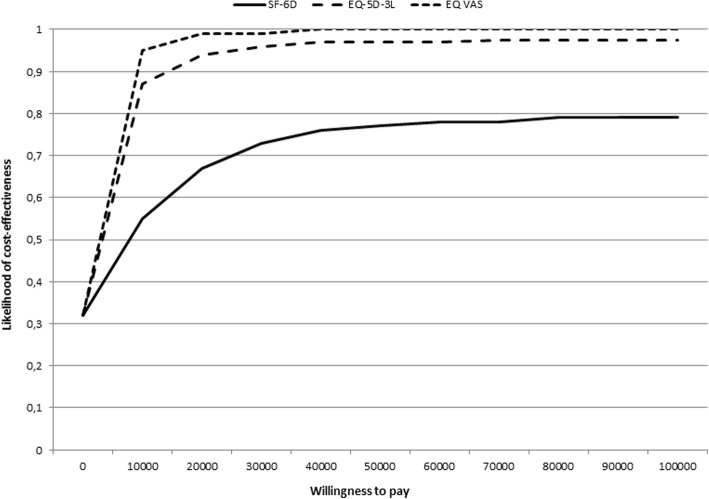 SF-6D EQ-5D-3L EQ VAS
1
0,9
0,8
0,7
0,6
0,5
0,4
0,3
0,2
0,1
0
Likelihood of cost-effectiveness
0 10000 20000 30000 40000 50000 60000 70000 80000 90000 100000
Willingness to pay